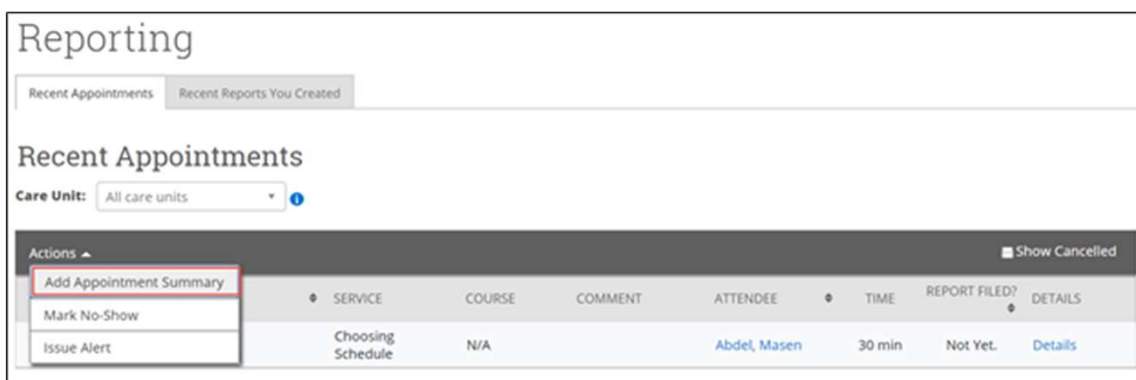 Reporting
Recent Appointments Recent Reports You Created
Recent Appointments
Care Unit: All care units
Actions Show Cancelled
Add Appointment Summary
Mark No-Show
Issue Alert
SERVICE COURSE COMMENT ATTENDEE TIME REPORT FILED? DETAILS
Choosing Schedule N/A Abdel, Masen 30 min Not Yet. Details